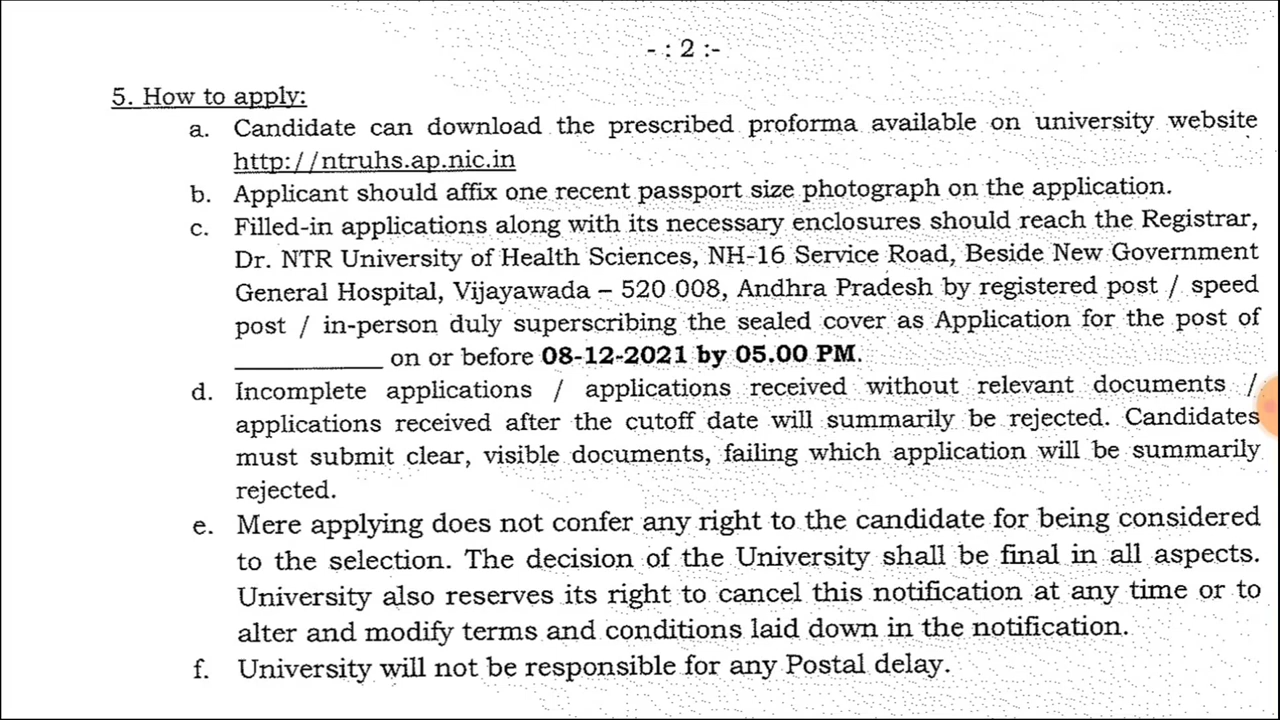 - : 2 :-
5. How to apply:
a. Candidate can download the prescribed proforma available on university website
http://ntruhs.ap.nic.in
b. Applicant should affix one recent passport size photograph on the application.
c. Filled-in applications along with its necessary enclosures should reach the Registrar,
Dr. NTR University of Health Sciences, NH-16 Service Road, Beside New Government
General Hospital, Vijayawada – 520 008, Andhra Pradesh by registered post / speed
post / in-person duly superscribing the sealed cover as Application for the post of
____________ on or before 08-12-2021 by 05.00 PM.
d. Incomplete applications / applications received without relevant documents /
applications received after the cutoff date will summarily be rejected. Candidates
must submit clear, visible documents, failing which application will be summarily
rejected.
e. Mere applying does not confer any right to the candidate for being considered
to the selection. The decision of the University shall be final in all aspects.
University also reserves its right to cancel this notification at any time or to
alter and modify terms and conditions laid down in the notification.
f. University will not be responsible for any Postal delay.